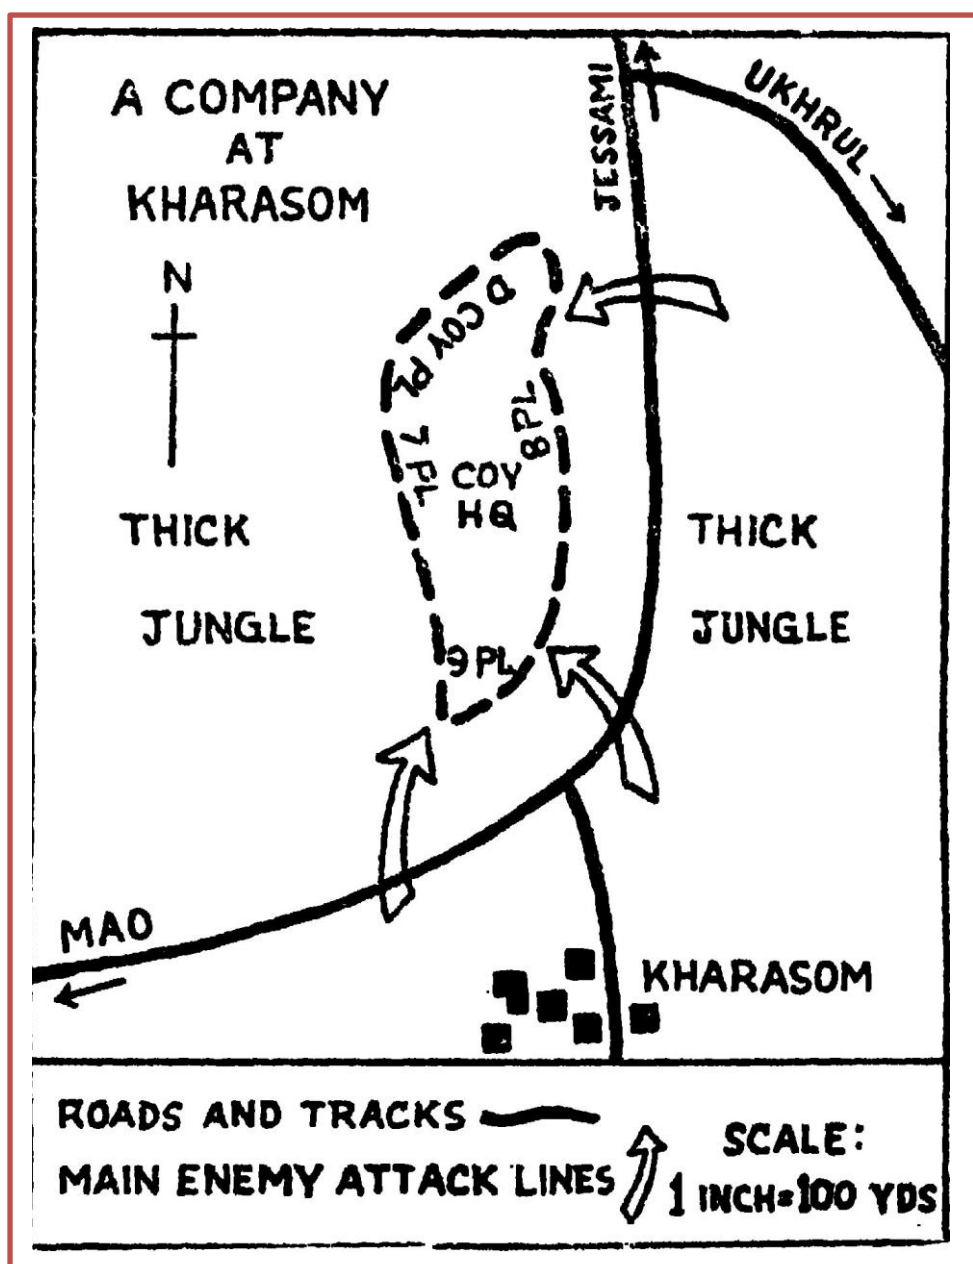 A COMPANY
AT
KHARASOM
N
JESSAMI
UKHRUL
D COY PL
7 PL
8 PL
COY
HQ
THICK
JUNGLE
THICK
JUNGLE
9 PL
MAO
KHARASOM
ROADS AND TRACKS
MAIN ENEMY ATTACK LINES
SCALE:
1 INCH=100 YDS